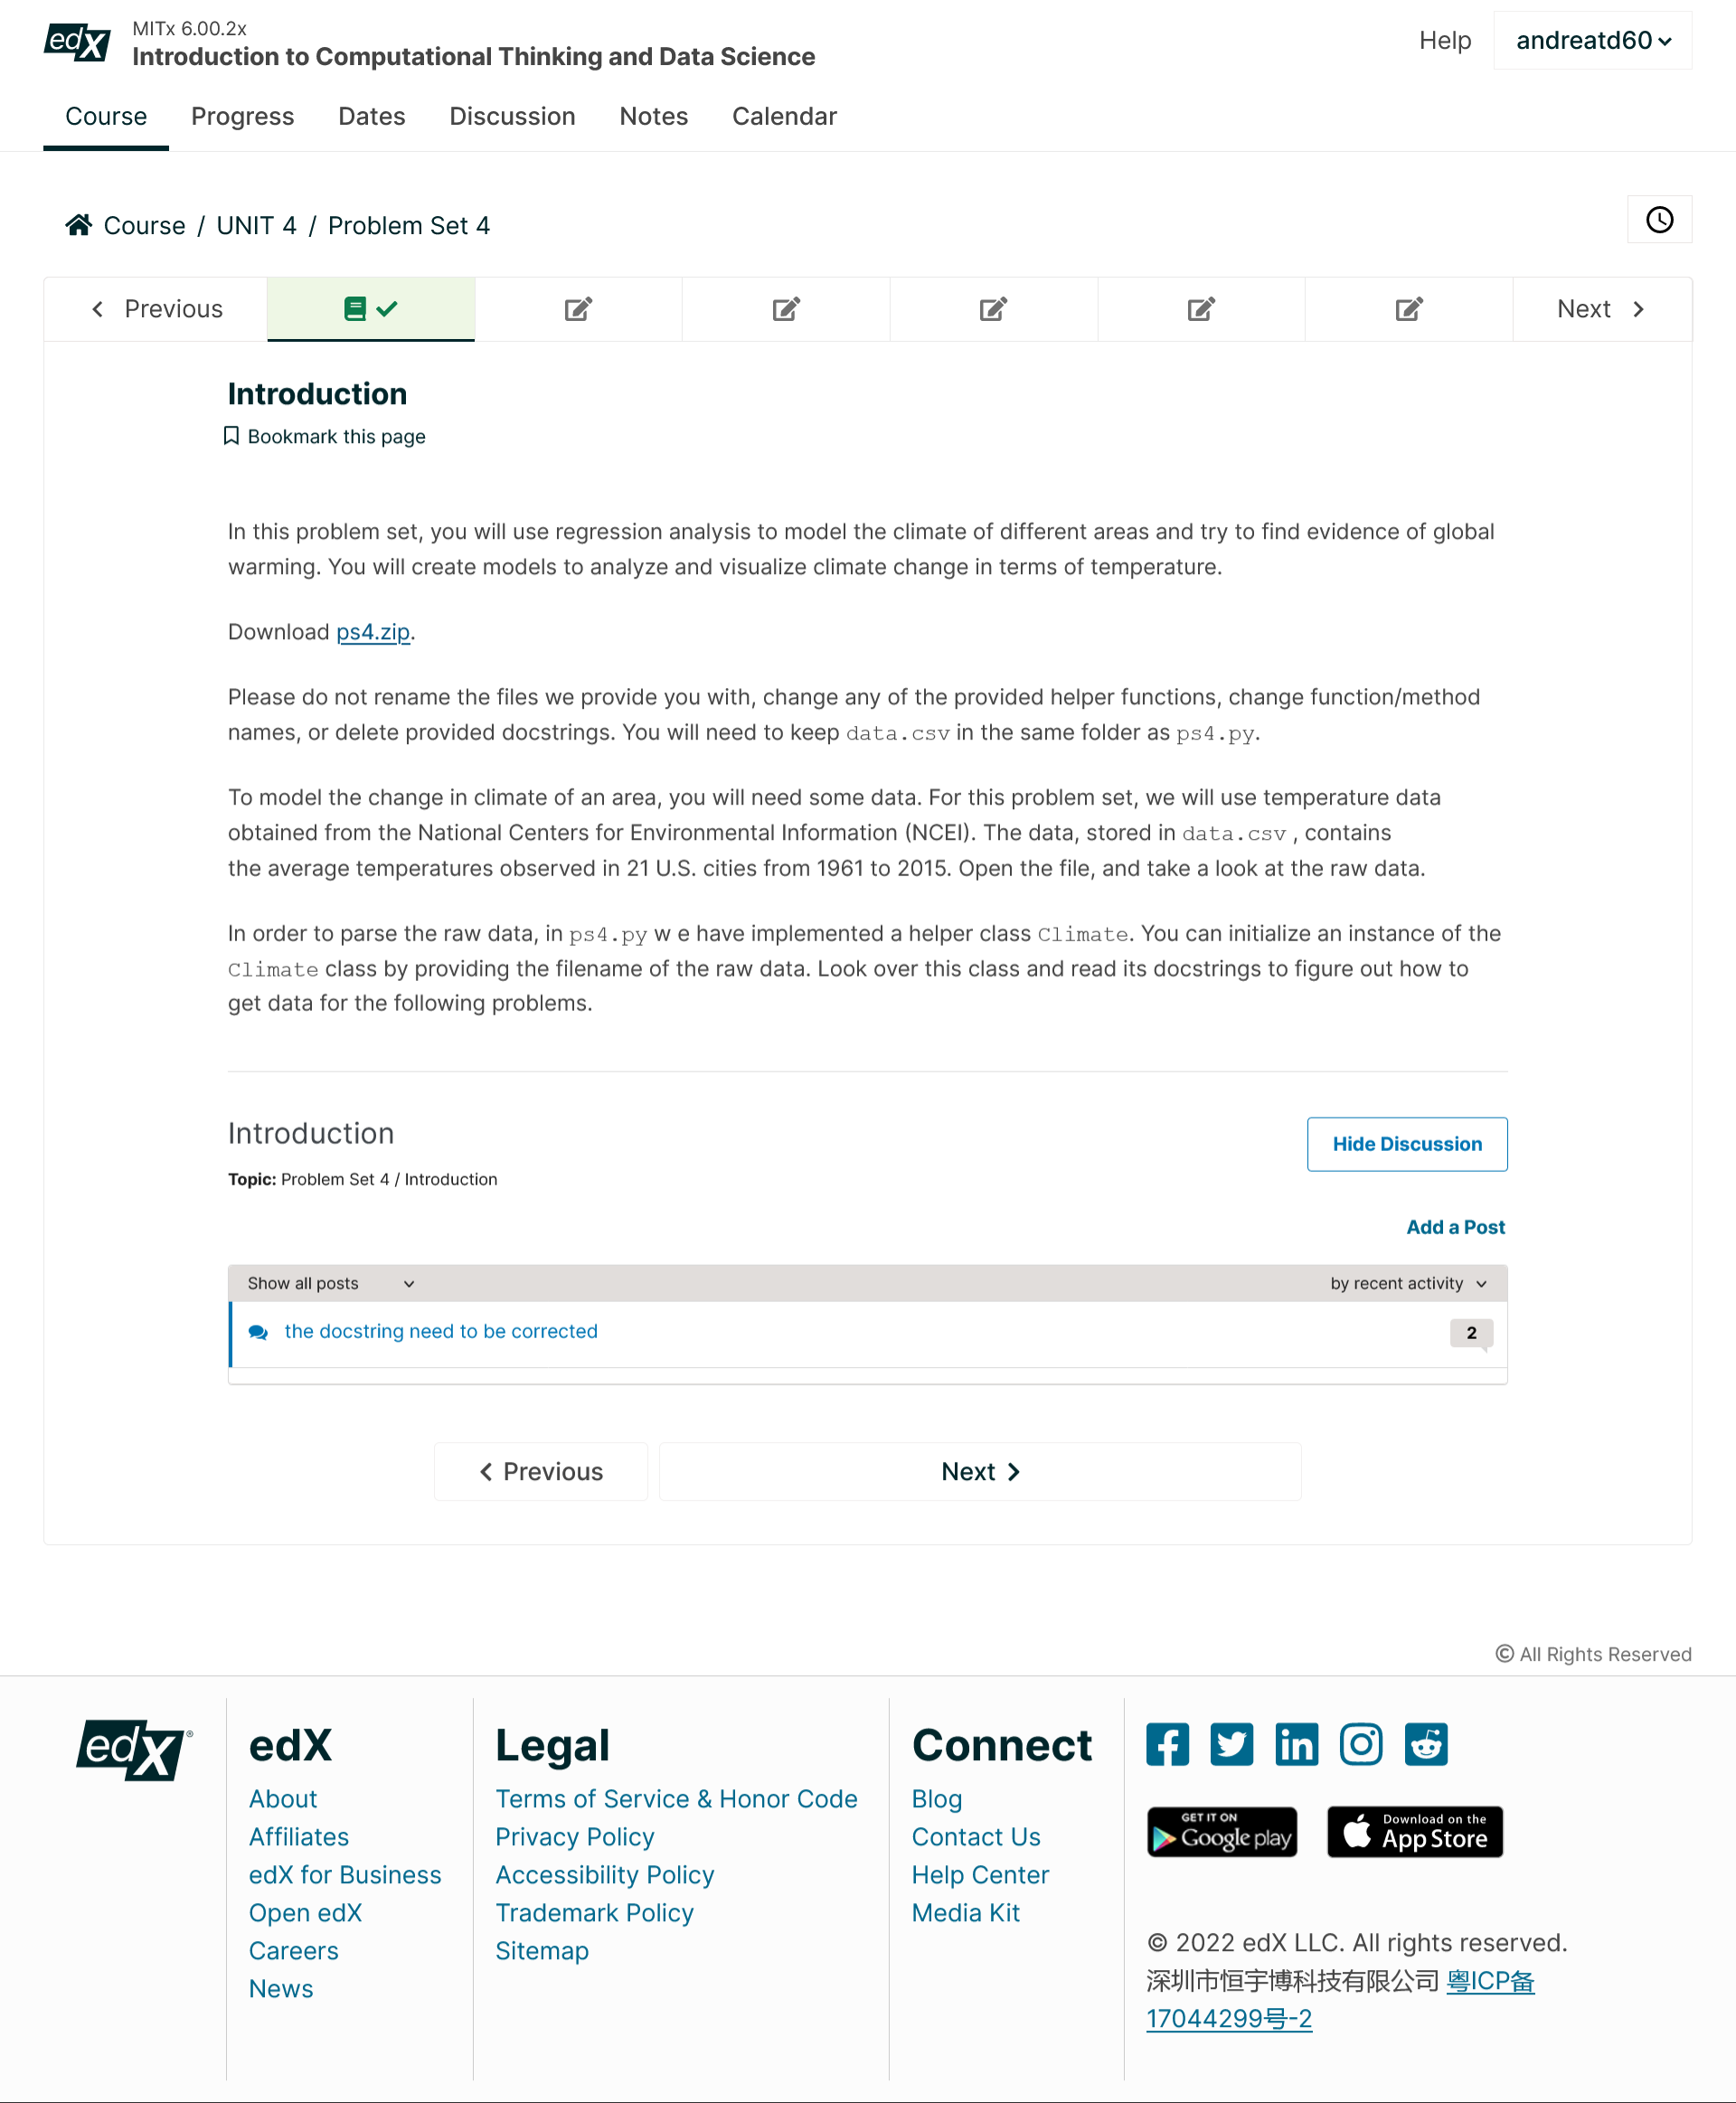 edX
MITx 6.00.2x
Introduction to Computational Thinking and Data Science
Help
andreatd60
Course
Progress
Dates
Discussion
Notes
Calendar
Course / UNIT 4 / Problem Set 4
Previous
Next
Introduction
Bookmark this page
In this problem set, you will use regression analysis to model the climate of different areas and try to find evidence of global
warming. You will create models to analyze and visualize climate change in terms of temperature.
Download ps4.zip.
Please do not rename the files we provide you with, change any of the provided helper functions, change function/method
names, or delete provided docstrings. You will need to keep data.csv in the same folder as ps4.py.
To model the change in climate of an area, you will need some data. For this problem set, we will use temperature data
obtained from the National Centers for Environmental Information (NCEI). The data, stored in data.csv , contains
the average temperatures observed in 21 U.S. cities from 1961 to 2015. Open the file, and take a look at the raw data.
In order to parse the raw data, in ps4.py w e have implemented a helper class Climate. You can initialize an instance of the
Climate class by providing the filename of the raw data. Look over this class and read its docstrings to figure out how to
get data for the following problems.
Introduction
Hide Discussion
Topic: Problem Set 4 / Introduction
Add a Post
Show all posts
by recent activity
the docstring need to be corrected
2
Previous
Next
© All Rights Reserved
edX®
edX
About
Affiliates
edX for Business
Open edX
Careers
News
Legal
Terms of Service & Honor Code
Privacy Policy
Accessibility Policy
Trademark Policy
Sitemap
Connect
Blog
Contact Us
Help Center
Media Kit
GET IT ON
Google play
Download on the
App Store
© 2022 edX LLC. All rights reserved.
深圳市恒宇博科技有限公司 粤ICP备
17044299号-2